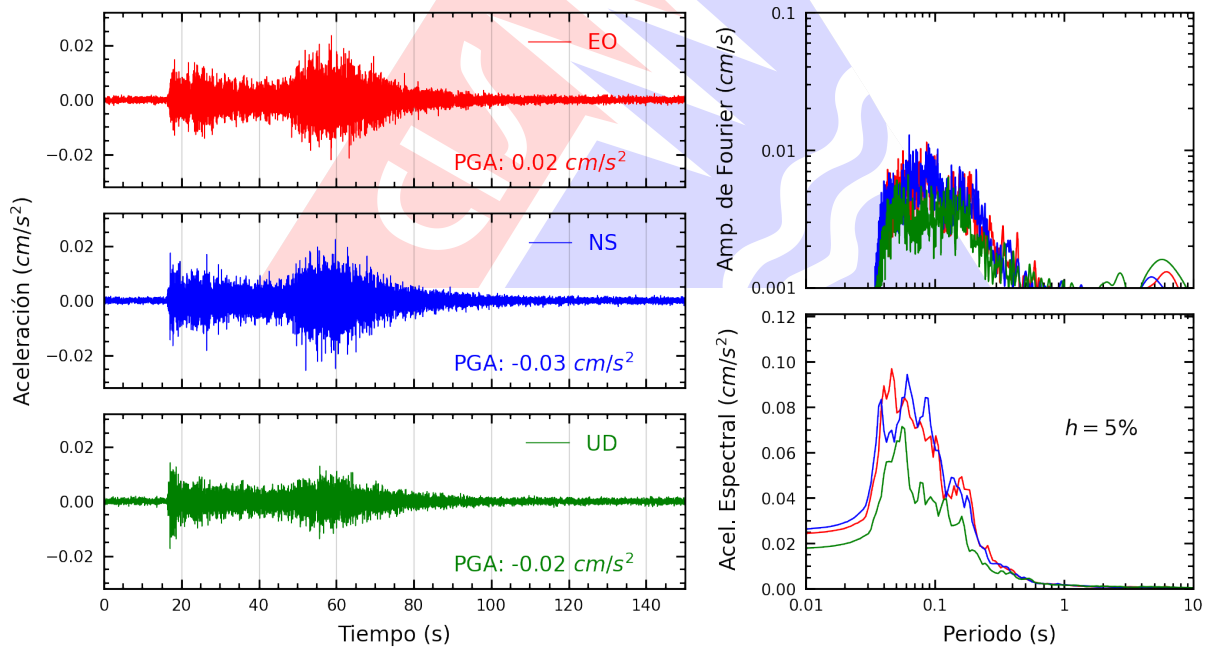 Aceleración (cm/s²)
0.02
0.00
−0.02
EO
PGA: 0.02 cm/s²
0.02
0.00
−0.02
NS
PGA: -0.03 cm/s²
0.02
0.00
−0.02
UD
PGA: -0.02 cm/s²
0 20 40 60 80 100 120 140
Tiempo (s)
Amp. de Fourier (cm/s)
0.1
0.01
0.001
Acel. Espectral (cm/s²)
0.12
0.10
0.08
0.06
0.04
0.02
0.00
h = 5%
0.01 0.1 1 10
Periodo (s)